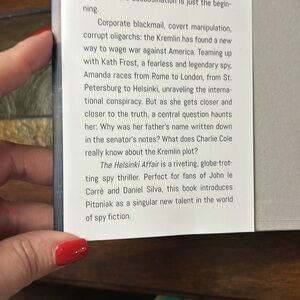 assassination is just the begin-
ning.
Corporate blackmail, covert manipulation,
corrupt oligarchs: the Kremlin has found a new
way to wage war against America. Teaming up
with Kath Frost, a fearless and legendary spy,
Amanda races from Rome to London, from St.
Petersburg to Helsinki, unraveling the interna-
tional conspiracy. But as she gets closer and
closer to the truth, a central question haunts
her: Why was her father's name written down
in the senator's notes? What does Charlie Cole
really know about the Kremlin plot?
The Helsinki Affair is a riveting, globe-trot-
ting spy thriller. Perfect for fans of John le
Carré and Daniel Silva, this book introduces
Pitoniak as a singular new talent in the world
of spy fiction.